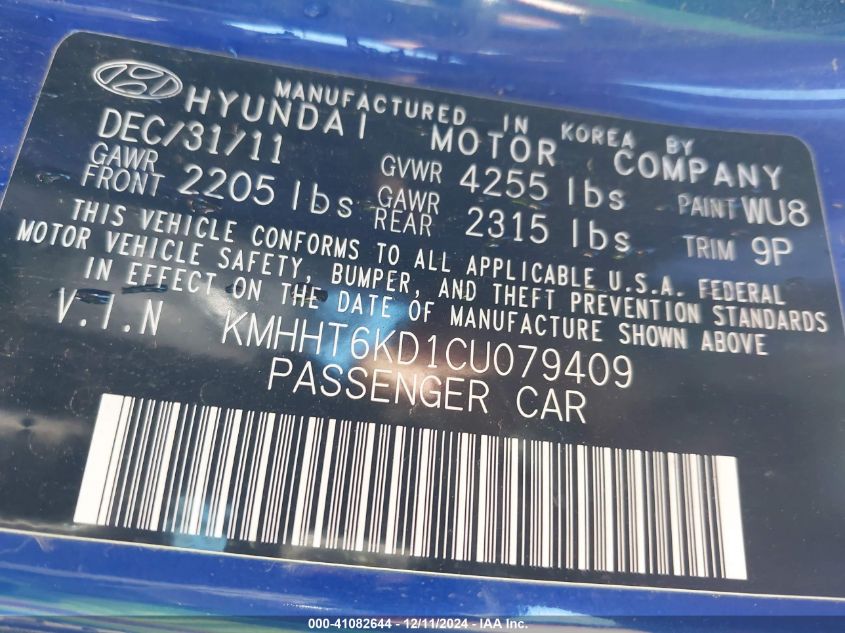 MANUFACTURED IN KOREA BY
HYUNDAI MOTOR COMPANY
DEC/31/11 GVWR 4255 lbs PAINT WU8
GAWR FRONT 2205 lbs GAWR REAR 2315 lbs TRIM 9P
THIS VEHICLE CONFORMS TO ALL APPLICABLE U.S.A. FEDERAL
MOTOR VEHICLE SAFETY, BUMPER, AND THEFT PREVENTION STANDARDS
IN EFFECT ON THE DATE OF MANUFACTURE SHOWN ABOVE
V.I.N KMHHT6KD1CU079409
PASSENGER CAR
000-41082644 - 12/11/2024 - IAA Inc.